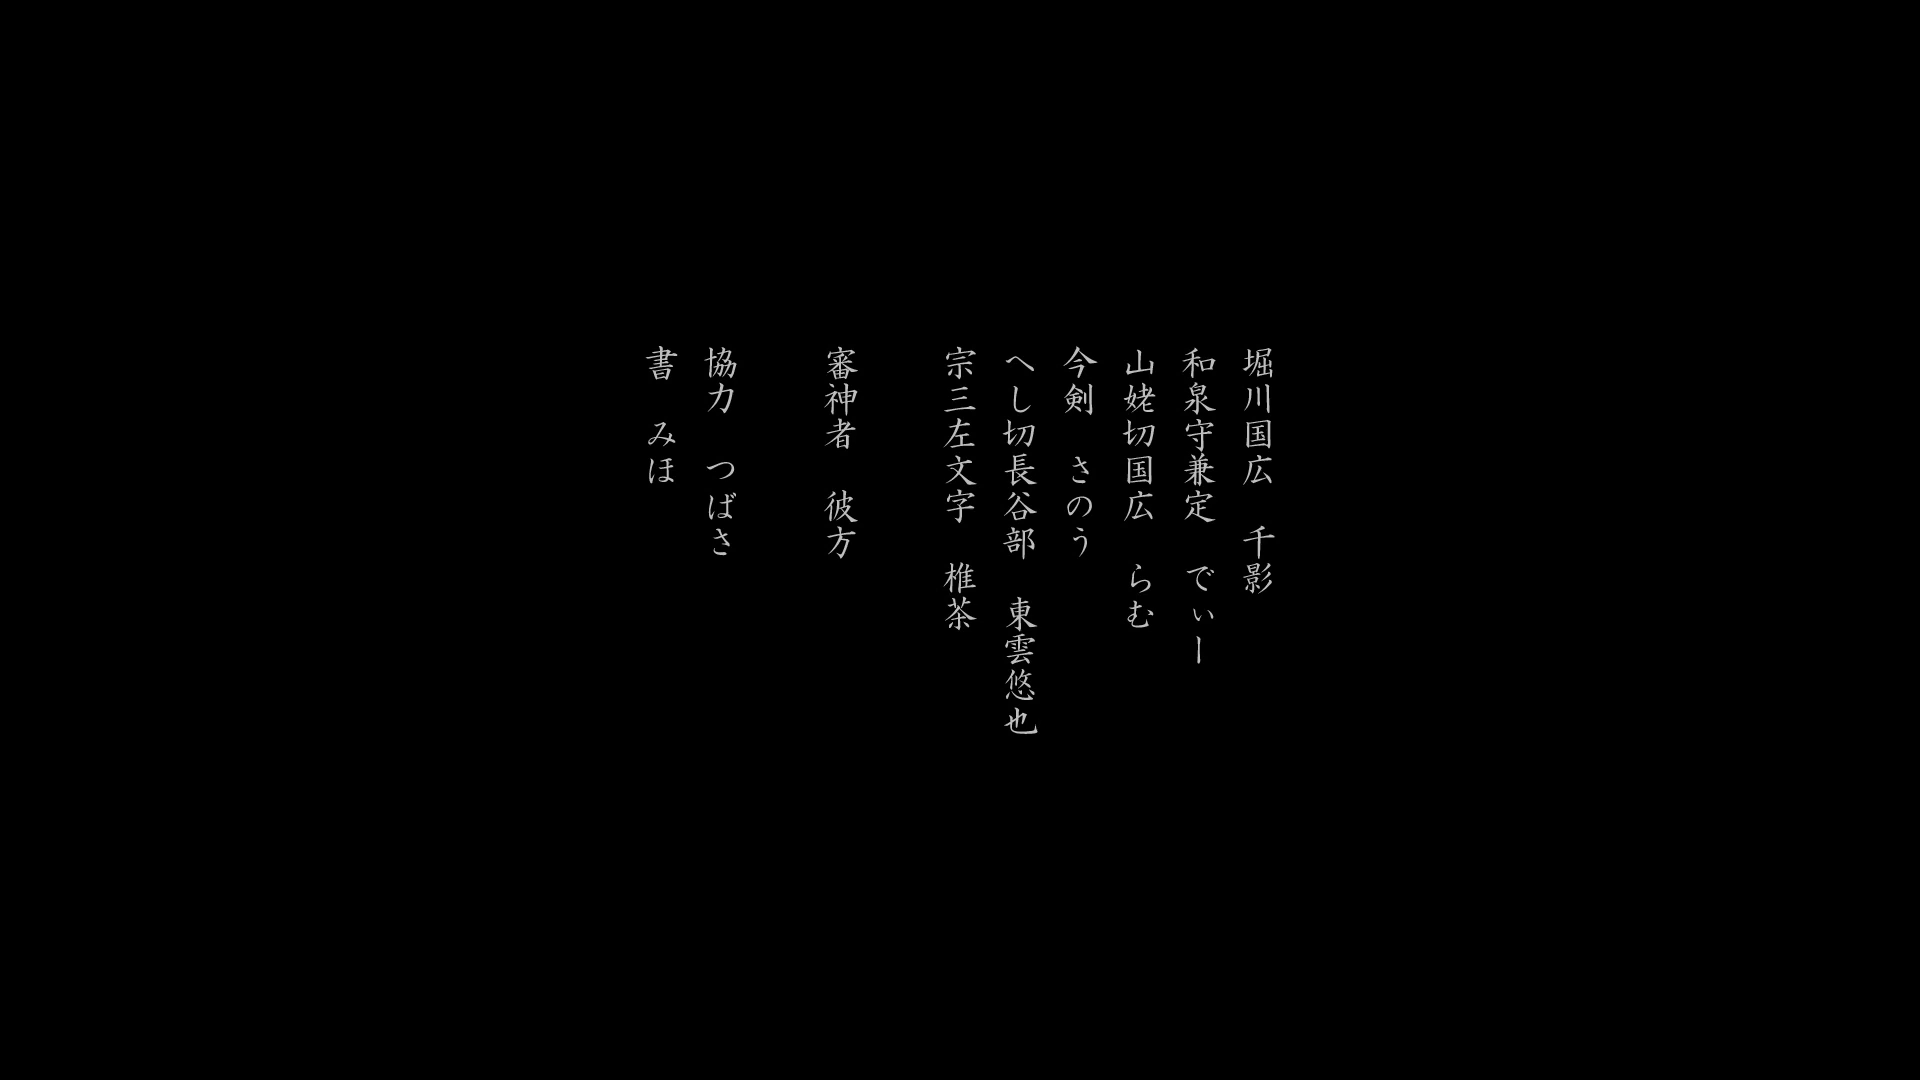 堀川国広　千影
和泉守兼定　でぃー
山姥切国広　らむ
今剣　さのう
へし切長谷部　東雲悠也
宗三左文字　椎茶
審神者　彼方
協力　つばさ
書　みほ